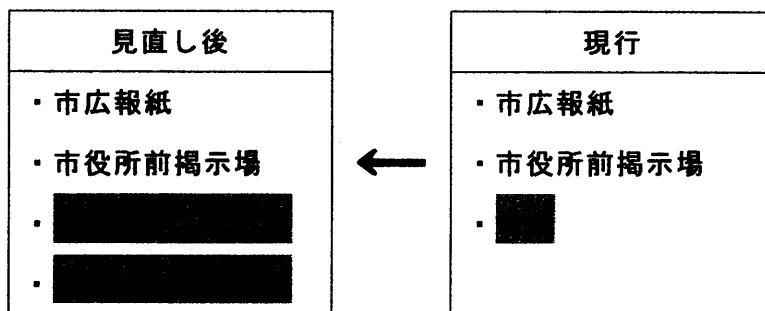 見直し後
・市広報紙
・市役所前掲示場
・
・
現行
・市広報紙
・市役所前掲示場
・